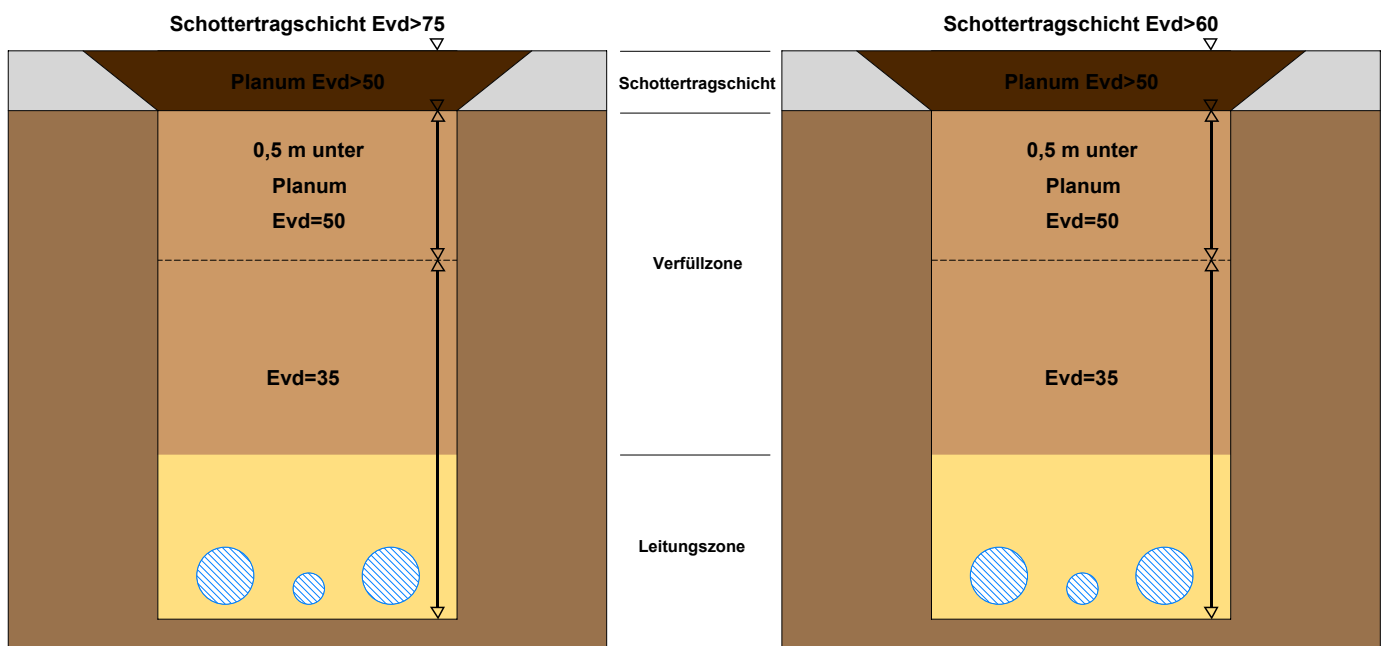 Schottertragschicht Evd>75
Planum Evd>50
0,5 m unter
Planum
Evd=50
Evd=35
Schottertragschicht
Verfüllzone
Leitungszone
Schottertragschicht Evd>60
Planum Evd>50
0,5 m unter
Planum
Evd=50
Evd=35